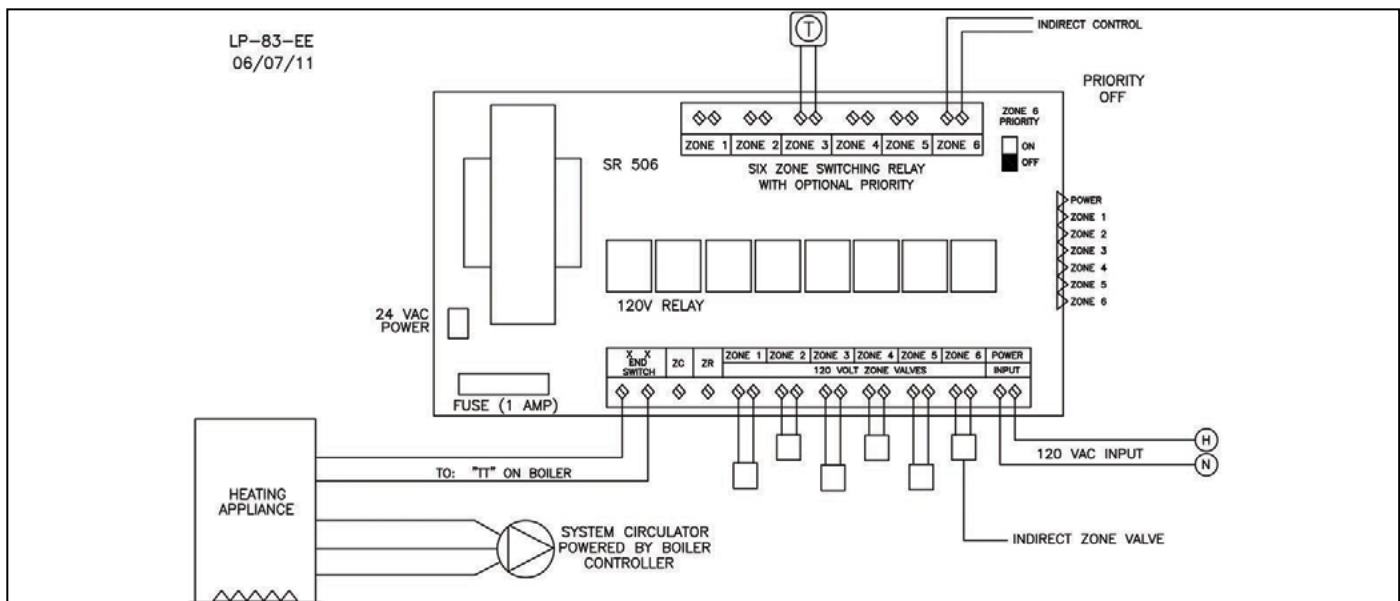 LP-83-EE
06/07/11
T
INDIRECT CONTROL
PRIORITY
OFF
ZONE 6
PRIORITY
ON
OFF
ZONE 1 ZONE 2 ZONE 3 ZONE 4 ZONE 5 ZONE 6
SR 506
SIX ZONE SWITCHING RELAY
WITH OPTIONAL PRIORITY
POWER
ZONE 1
ZONE 2
ZONE 3
ZONE 4
ZONE 5
ZONE 6
120V RELAY
24 VAC
POWER
X X
END
SWITCH
ZC
ZR
ZONE 1 ZONE 2 ZONE 3 ZONE 4 ZONE 5 ZONE 6
120 VOLT ZONE VALVES
POWER
INPUT
FUSE (1 AMP)
H
120 VAC INPUT
N
TO: "TT" ON BOILER
HEATING
APPLIANCE
SYSTEM CIRCULATOR
POWERED BY BOILER
CONTROLLER
INDIRECT ZONE VALVE